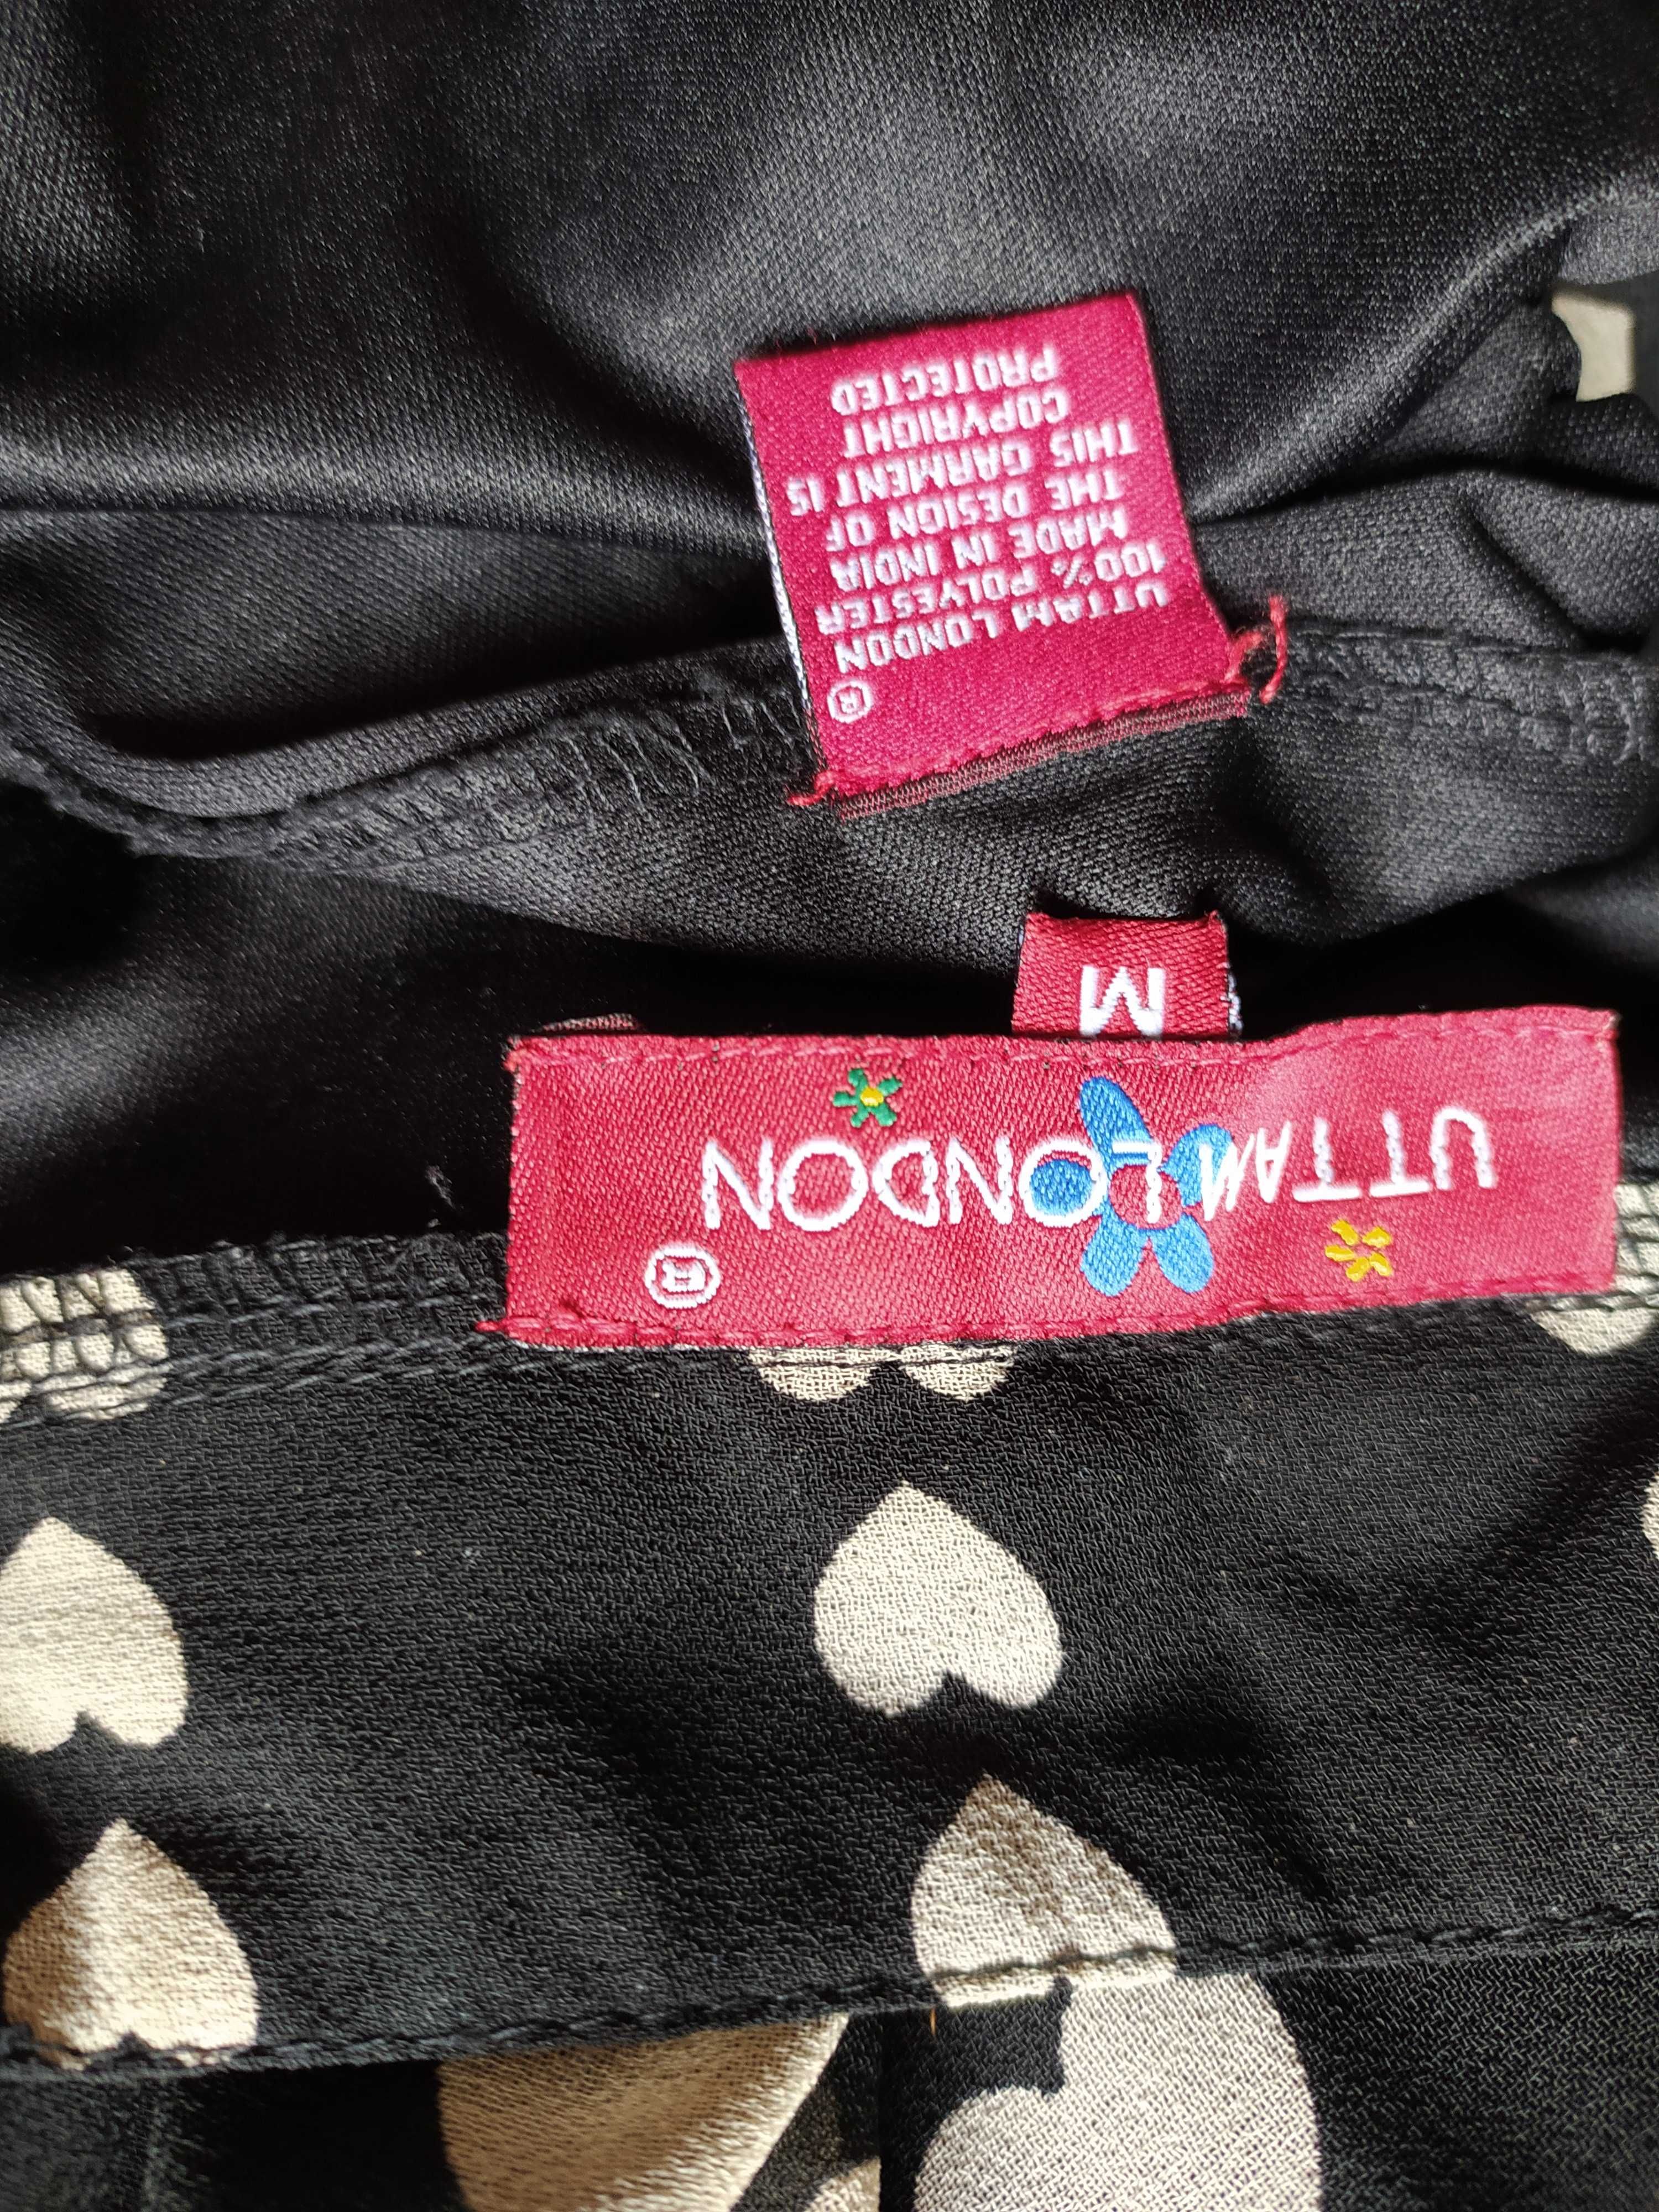 UTTAM LONDON
®
M
®
UTTAM LONDON
100% POLYESTER
MADE IN INDIA
THE DESIGN OF
THIS GARMENT IS
COPYRIGHT
PROTECTED